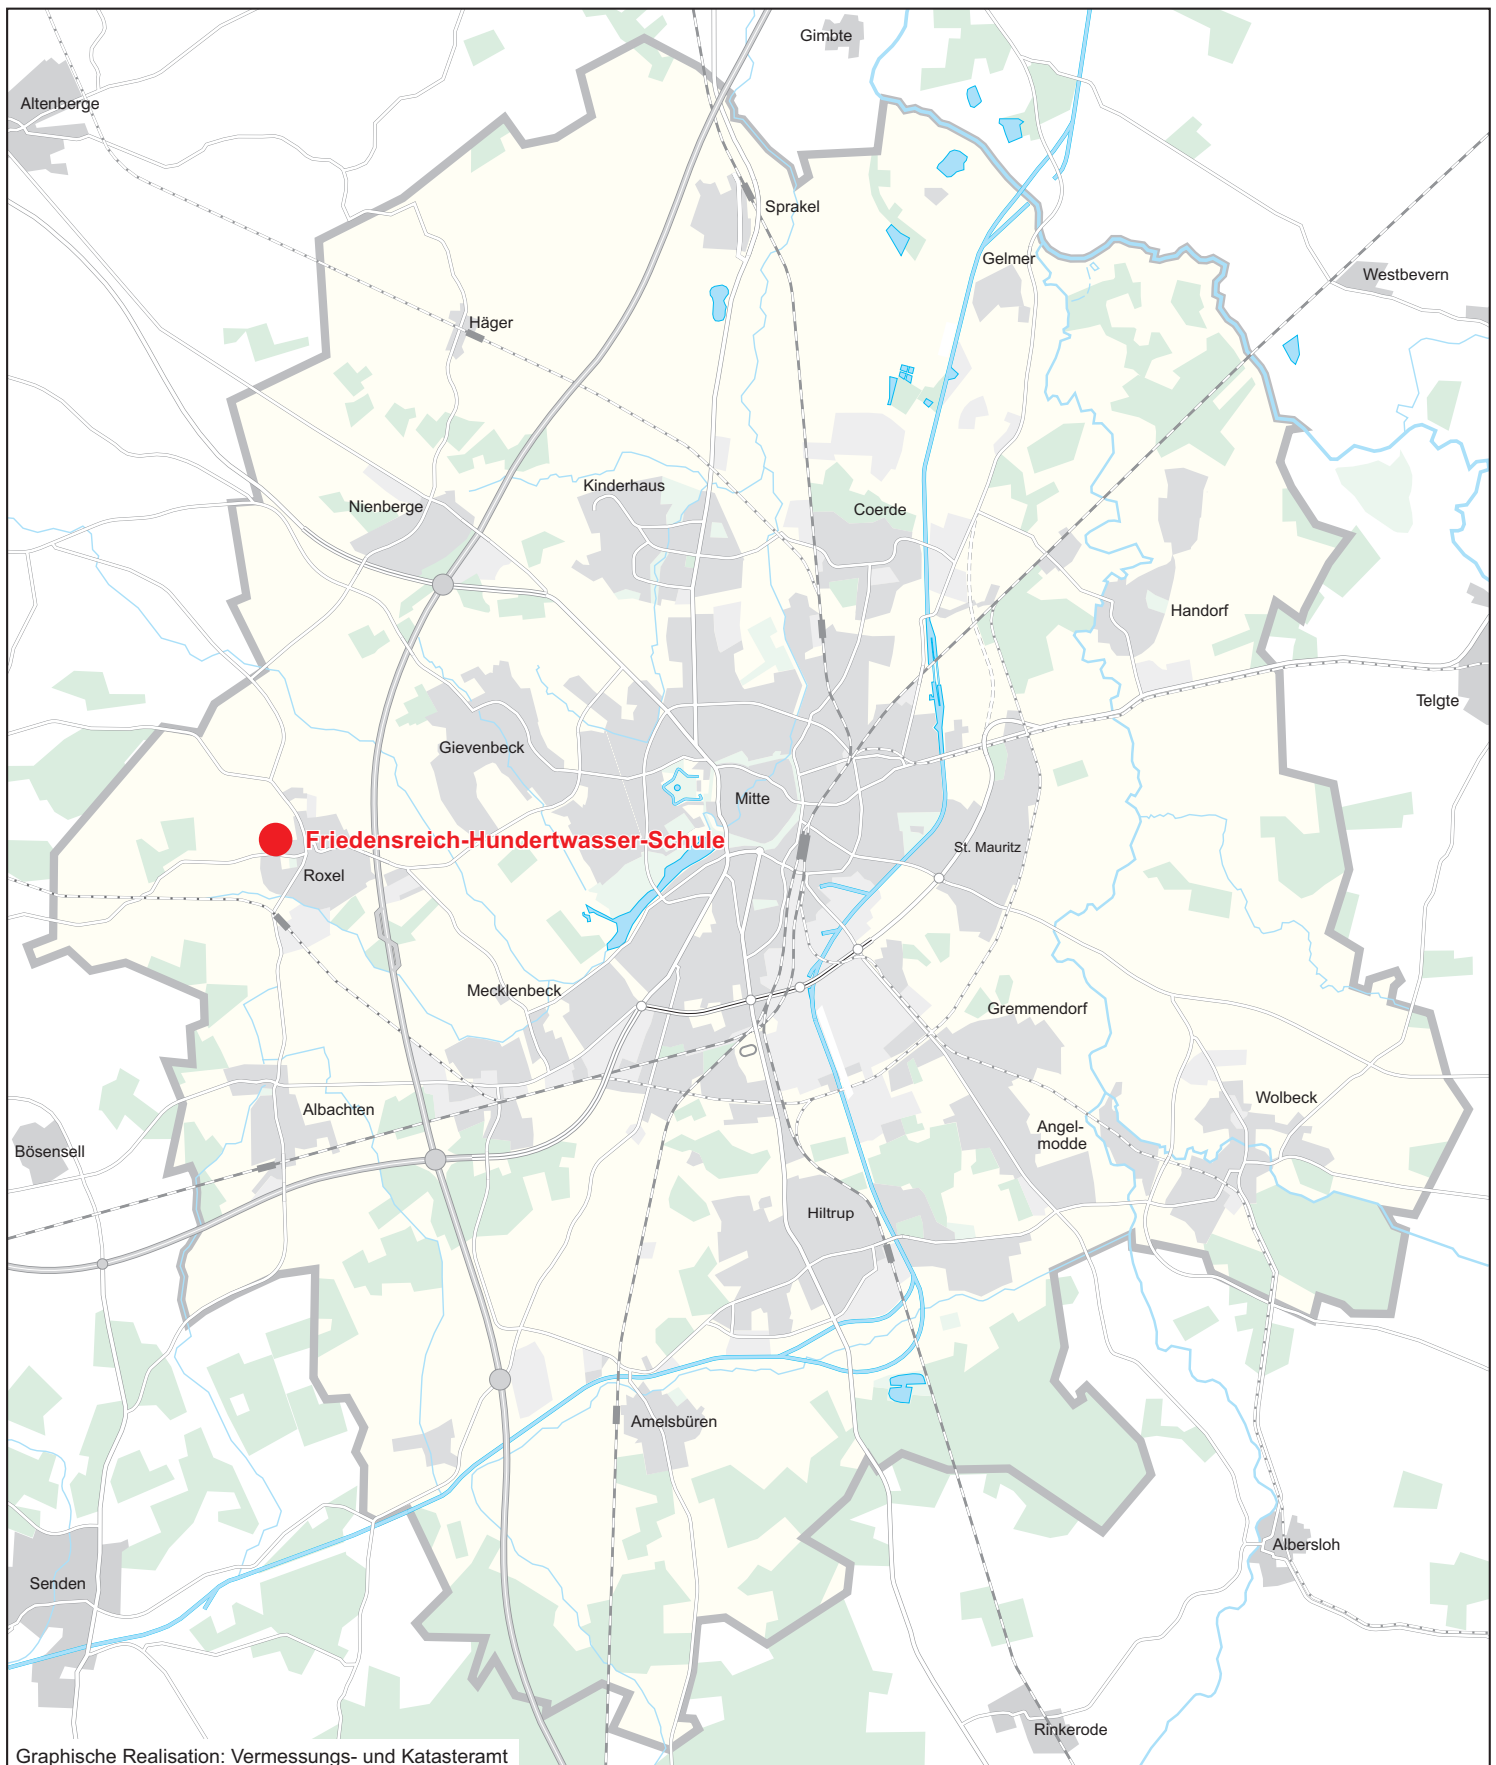 Gimbte
Altenberge
Sprakel
Gelmer
Westbevern
Häger
Kinderhaus
Nienberge
Coerde
Handorf
Telgte
Gievenbeck
Mitte
Friedensreich-Hundertwasser-Schule
St. Mauritz
Roxel
Mecklenbeck
Gremmendorf
Wolbeck
Albachten
Angel-
modde
Bösensell
Hiltrup
Amelsbüren
Albersloh
Senden
Rinkerode
Graphische Realisation: Vermessungs- und Katasteramt